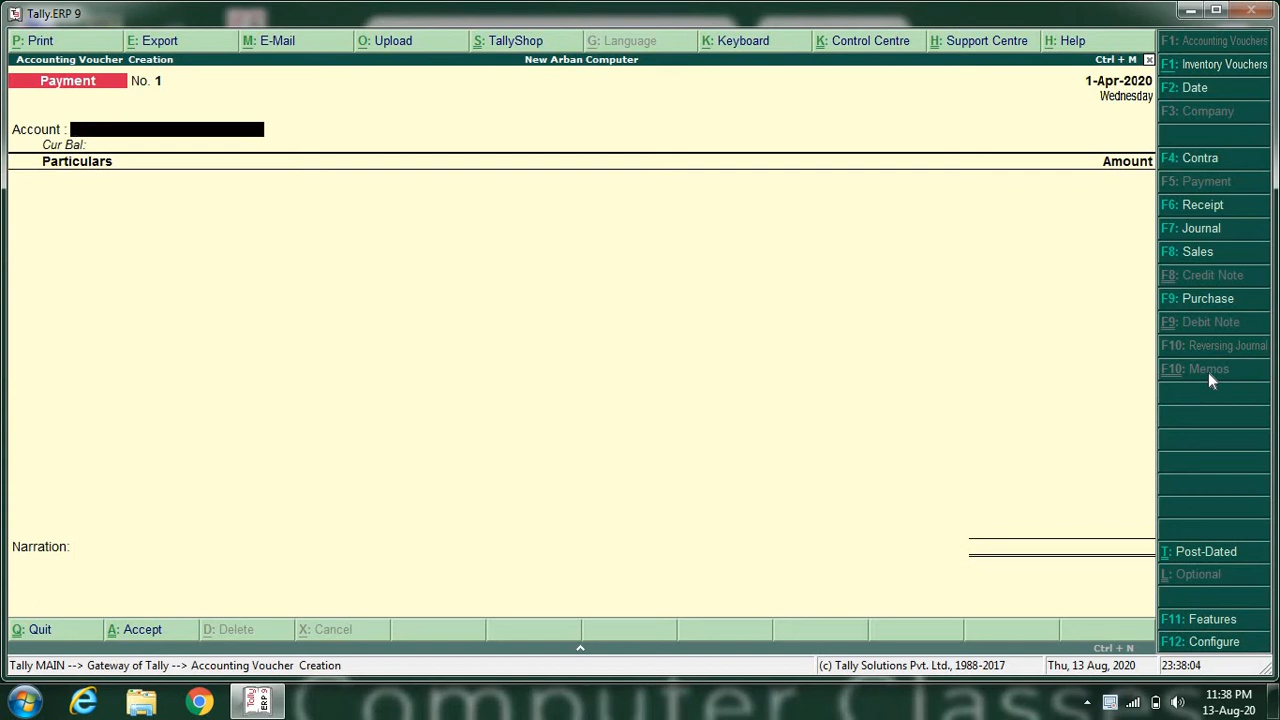 Tally.ERP 9
P: Print E: Export M: E-Mail O: Upload S: TallyShop G: Language K: Keyboard K: Control Centre H: Support Centre H: Help
Accounting Voucher Creation New Arban Computer Ctrl + M
Payment No. 1 1-Apr-2020
Wednesday
Account :
Cur Bal:
Particulars Amount
Narration:
F1: Accounting Vouchers
F1: Inventory Vouchers
F2: Date
F3: Company
F4: Contra
F5: Payment
F6: Receipt
F7: Journal
F8: Sales
F8: Credit Note
F9: Purchase
F9: Debit Note
F10: Reversing Journal
F10: Memos
T: Post-Dated
L: Optional
F11: Features
F12: Configure
Q: Quit A: Accept D: Delete X: Cancel
Ctrl + N
Tally MAIN --> Gateway of Tally --> Accounting Voucher Creation (c) Tally Solutions Pvt. Ltd., 1988-2017 Thu, 13 Aug, 2020 23:38:04
Tally ERP 9
11:38 PM
13-Aug-20